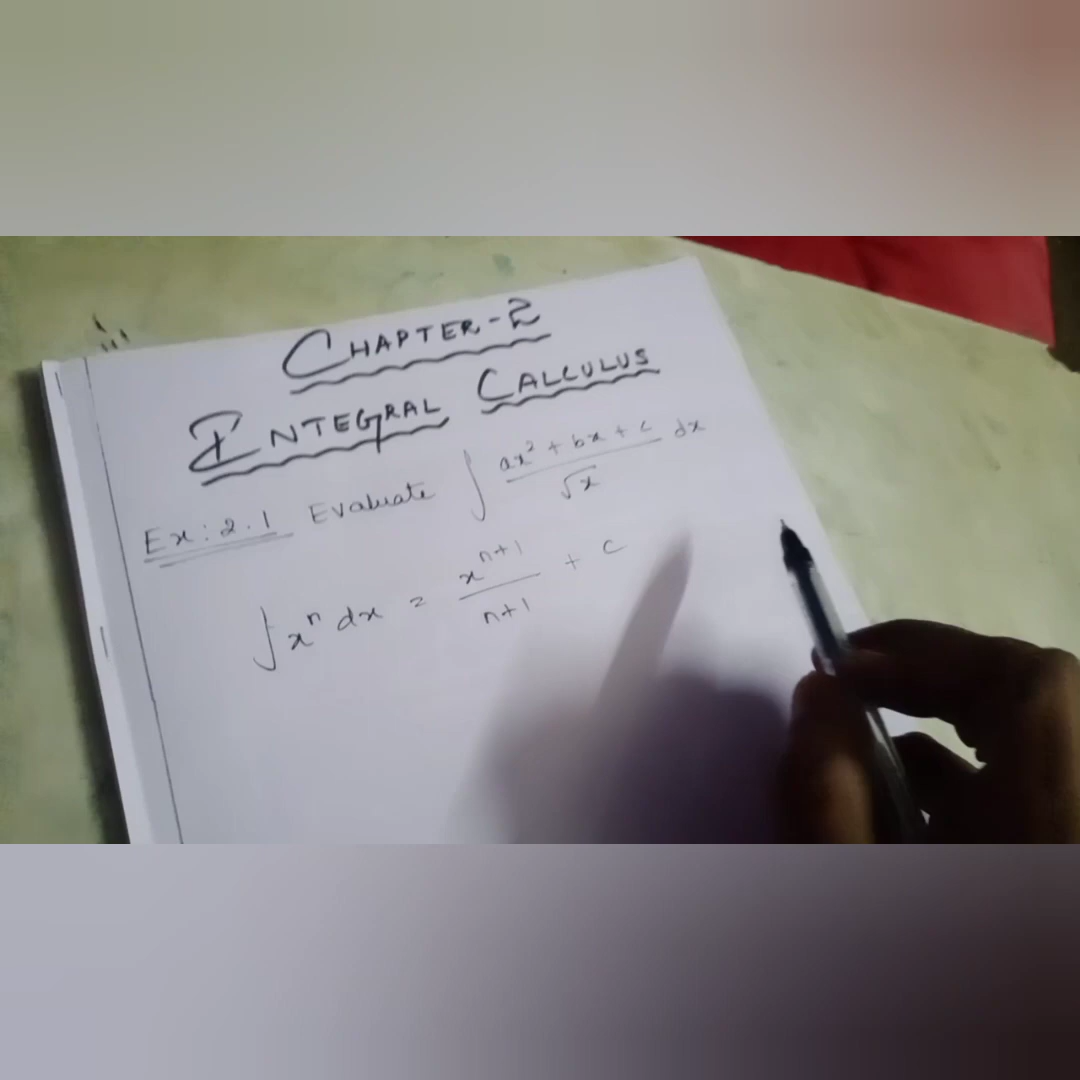 CHAPTER-2
INTEGRAL CALCULUS
Ex: 2.1 Evaluate ∫ (ax² + bx + c)/√x dx
∫ xⁿ dx = xⁿ⁺¹/(n+1) + c